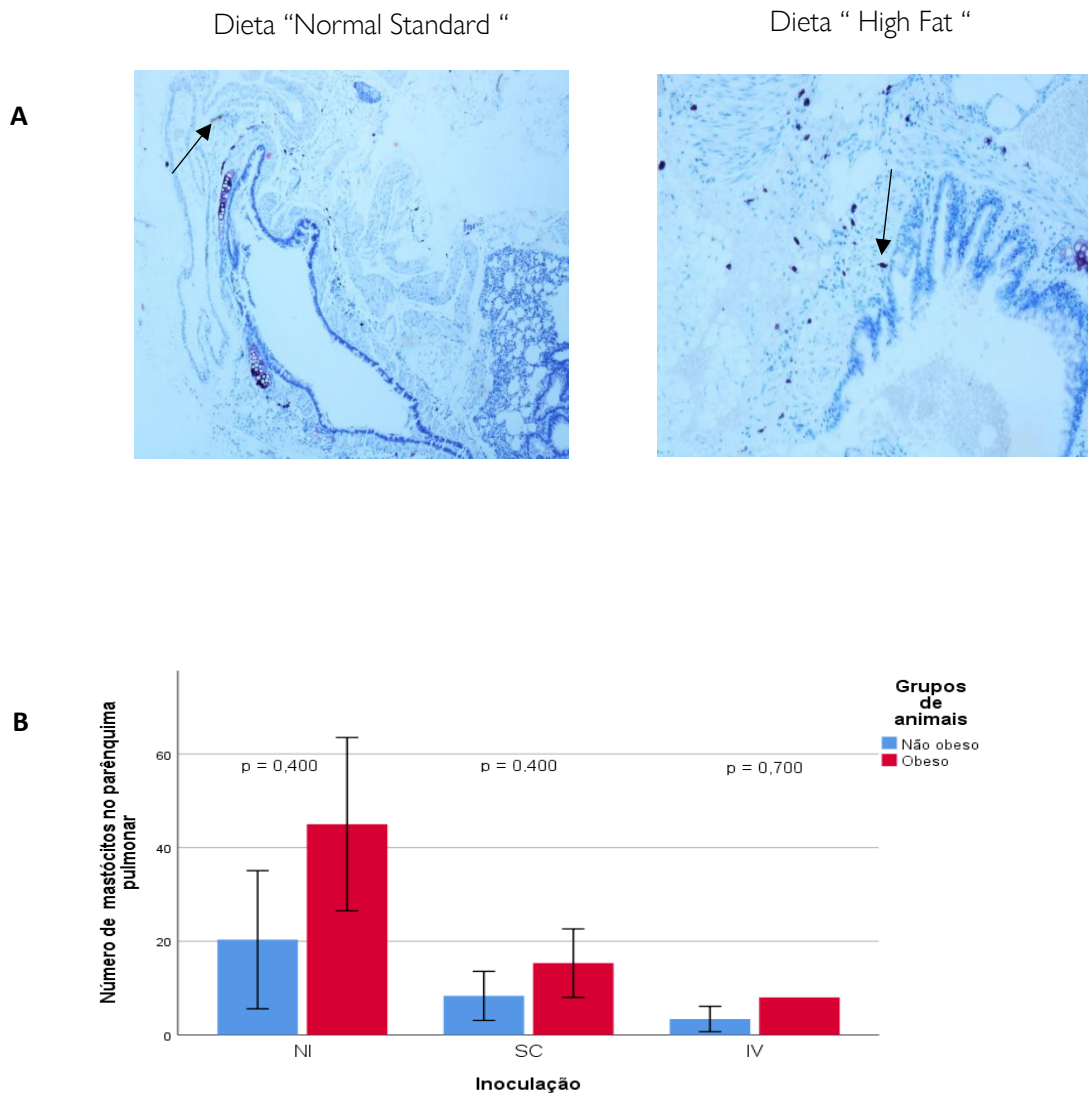 Dieta “Normal Standard “
Dieta “ High Fat “
A
B
Número de mastócitos no parênquima
pulmonar
60
40
20
0
p = 0,400
p = 0,400
p = 0,700
Grupos
de
animais
Não obeso
Obeso
NI
SC
IV
Inoculação